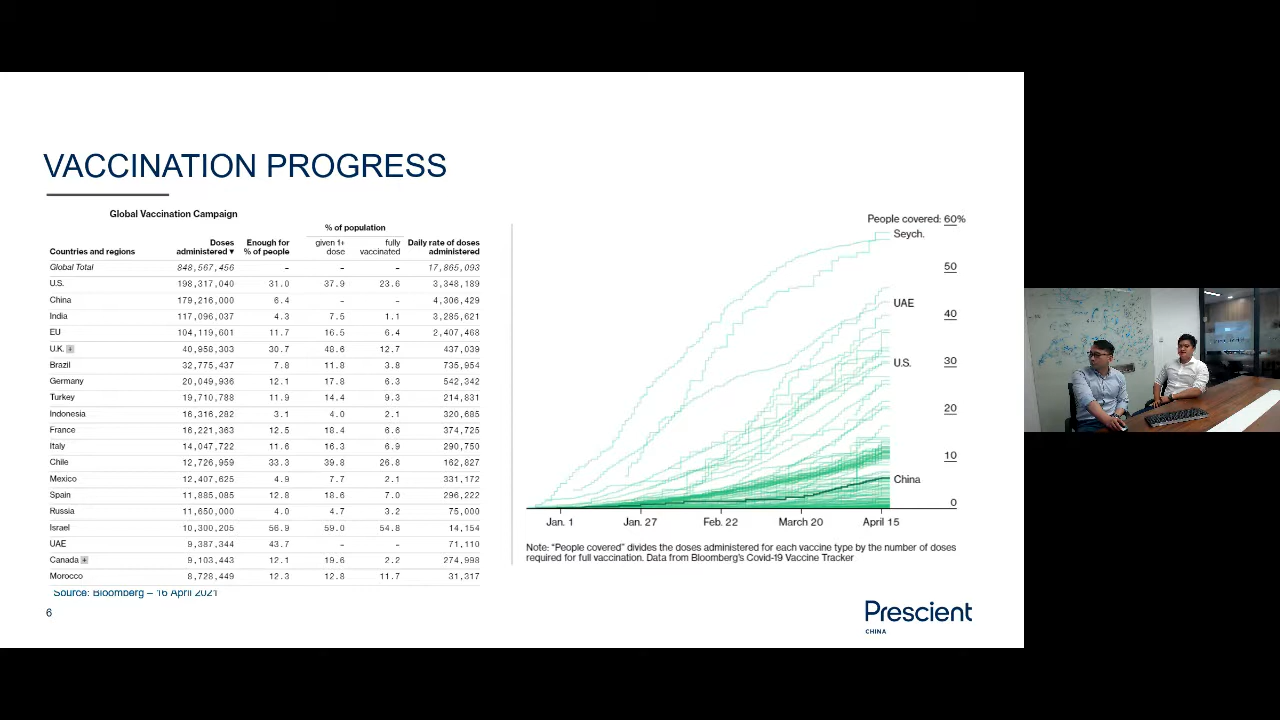 VACCINATION PROGRESS
Global Vaccination Campaign
% of population
Countries and regions Doses administered ▾ Enough for % of people given 1+ dose fully vaccinated Daily rate of doses administered
Global Total 848,567,456 – – – 17,865,093
U.S. 198,317,040 31.0 37.9 23.6 3,348,189
China 179,216,000 6.4 – – 4,306,429
India 117,096,037 4.3 7.5 1.1 3,285,621
EU 104,119,601 11.7 16.5 6.4 2,407,468
U.K. + 40,958,303 30.7 48.6 12.7 437,039
Brazil 32,775,437 7.8 11.8 3.8 735,954
Germany 20,049,936 12.1 17.8 6.3 542,342
Turkey 19,710,788 11.9 14.4 9.3 214,831
Indonesia 16,316,282 3.1 4.0 2.1 320,685
France 16,221,363 12.5 18.4 6.6 374,725
Italy 14,047,722 11.6 16.3 6.9 290,750
Chile 12,726,959 33.3 39.8 26.8 162,827
Mexico 12,407,625 4.9 7.7 2.1 331,172
Spain 11,885,085 12.8 18.6 7.0 296,222
Russia 11,650,000 4.0 4.7 3.2 75,000
Israel 10,300,205 56.9 59.0 54.8 14,154
UAE 9,387,344 43.7 – – 71,110
Canada + 9,103,443 12.1 19.6 2.2 274,998
Morocco 8,728,449 12.3 12.8 11.7 31,317
Source: Bloomberg – 16 April 2021
6
People covered: 60%
Seych.
50
UAE
40
U.S.
30
20
10
China
0
Jan. 1 Jan. 27 Feb. 22 March 20 April 15
Note: “People covered” divides the doses administered for each vaccine type by the number of doses
required for full vaccination. Data from Bloomberg's Covid-19 Vaccine Tracker
Prescient
CHINA